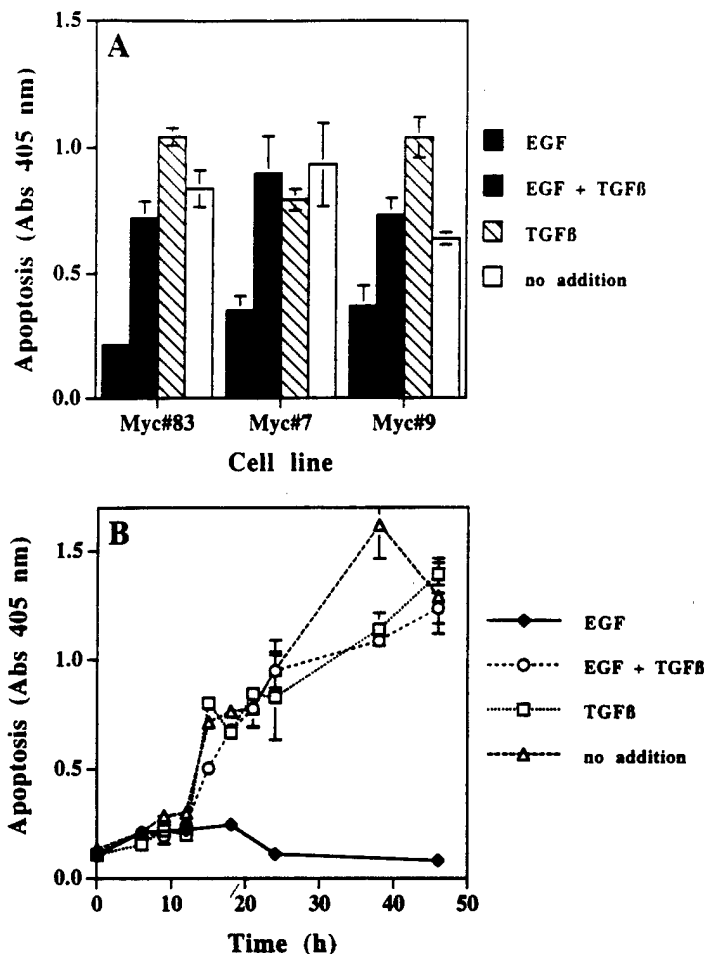 A
1.5
1.0
0.5
0.0
Apoptosis (Abs 405 nm)
Myc#83 Myc#7 Myc#9
Cell line
EGF
EGF + TGFß
TGFß
no addition
B
1.5
1.0
0.5
0.0
Apoptosis (Abs 405 nm)
0 10 20 30 40 50
Time (h)
EGF
EGF + TGFß
TGFß
no addition